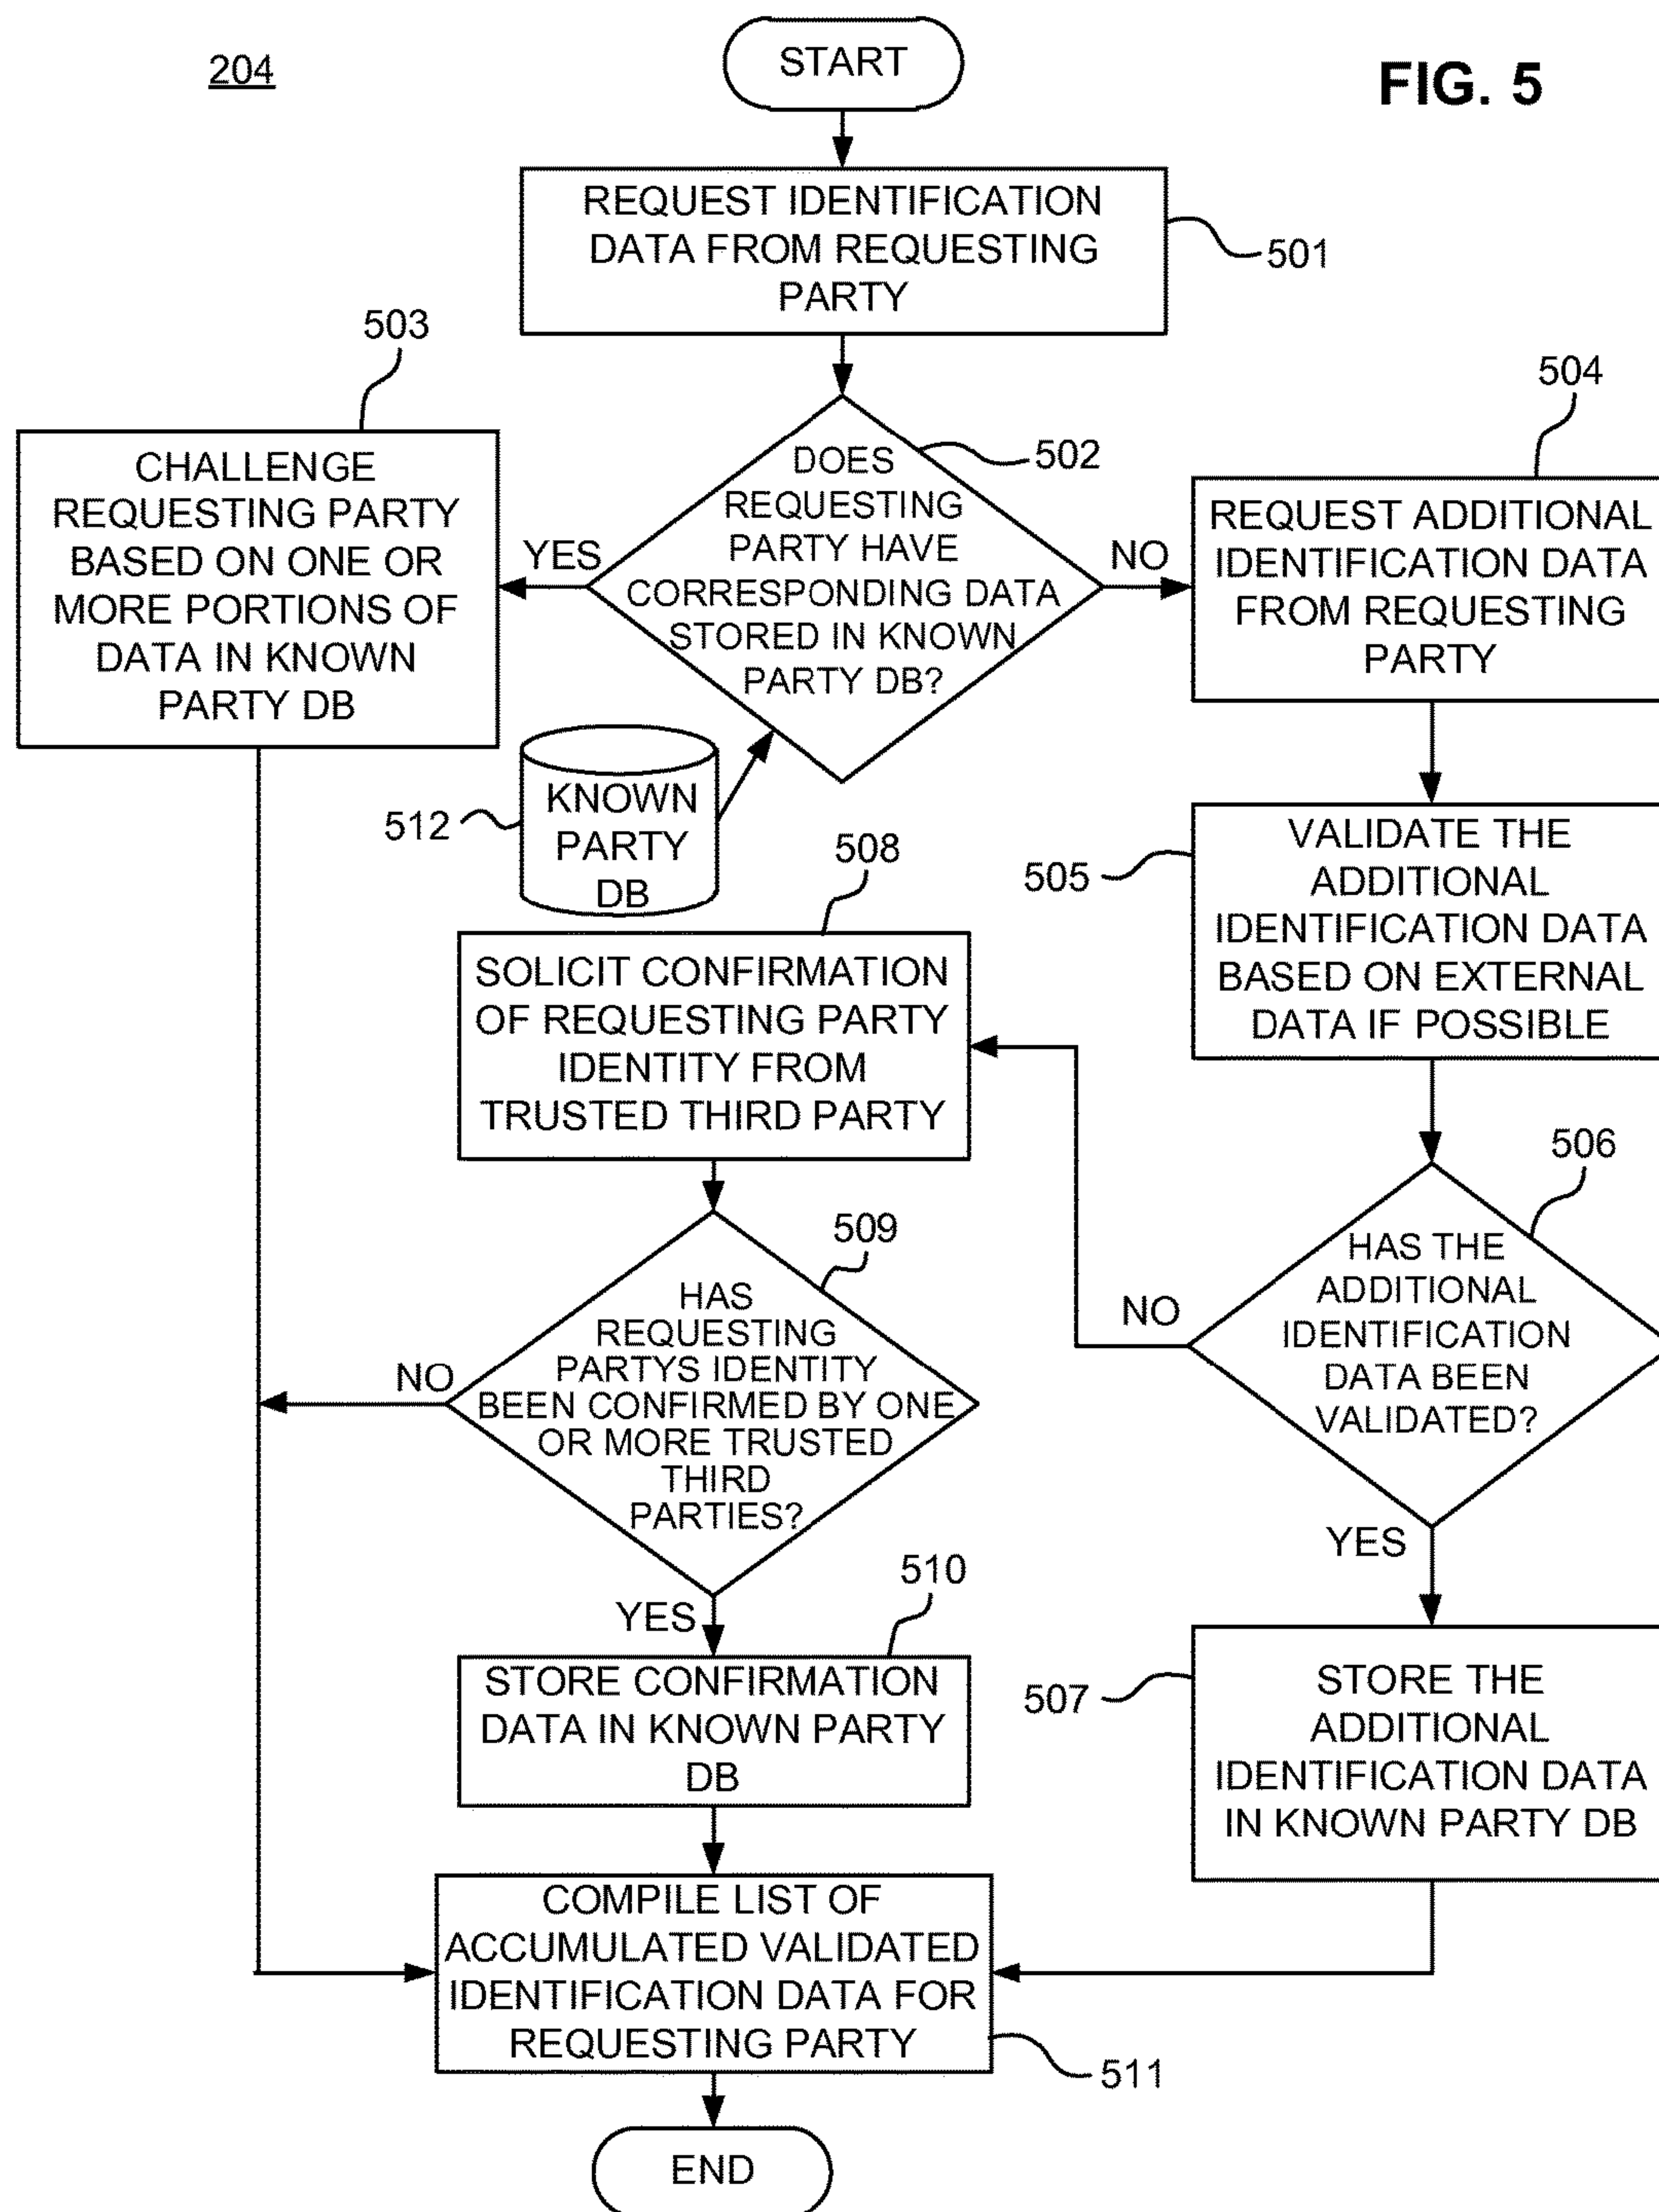 204
START
FIG. 5
REQUEST IDENTIFICATION
DATA FROM REQUESTING
PARTY
501
503
CHALLENGE
REQUESTING PARTY
BASED ON ONE OR
MORE PORTIONS OF
DATA IN KNOWN
PARTY DB
YES
DOES
REQUESTING
PARTY HAVE
CORRESPONDING DATA
STORED IN KNOWN
PARTY DB?
502
NO
504
REQUEST ADDITIONAL
IDENTIFICATION DATA
FROM REQUESTING
PARTY
512
KNOWN
PARTY
DB
505
VALIDATE THE
ADDITIONAL
IDENTIFICATION DATA
BASED ON EXTERNAL
DATA IF POSSIBLE
508
SOLICIT CONFIRMATION
OF REQUESTING PARTY
IDENTITY FROM
TRUSTED THIRD PARTY
506
HAS THE
ADDITIONAL
IDENTIFICATION
DATA BEEN
VALIDATED?
NO
YES
509
HAS
REQUESTING
PARTYS IDENTITY
BEEN CONFIRMED BY ONE
OR MORE TRUSTED
THIRD
PARTIES?
NO
YES
510
STORE CONFIRMATION
DATA IN KNOWN PARTY
DB
507
STORE THE
ADDITIONAL
IDENTIFICATION DATA
IN KNOWN PARTY DB
COMPILE LIST OF
ACCUMULATED VALIDATED
IDENTIFICATION DATA FOR
REQUESTING PARTY
511
END